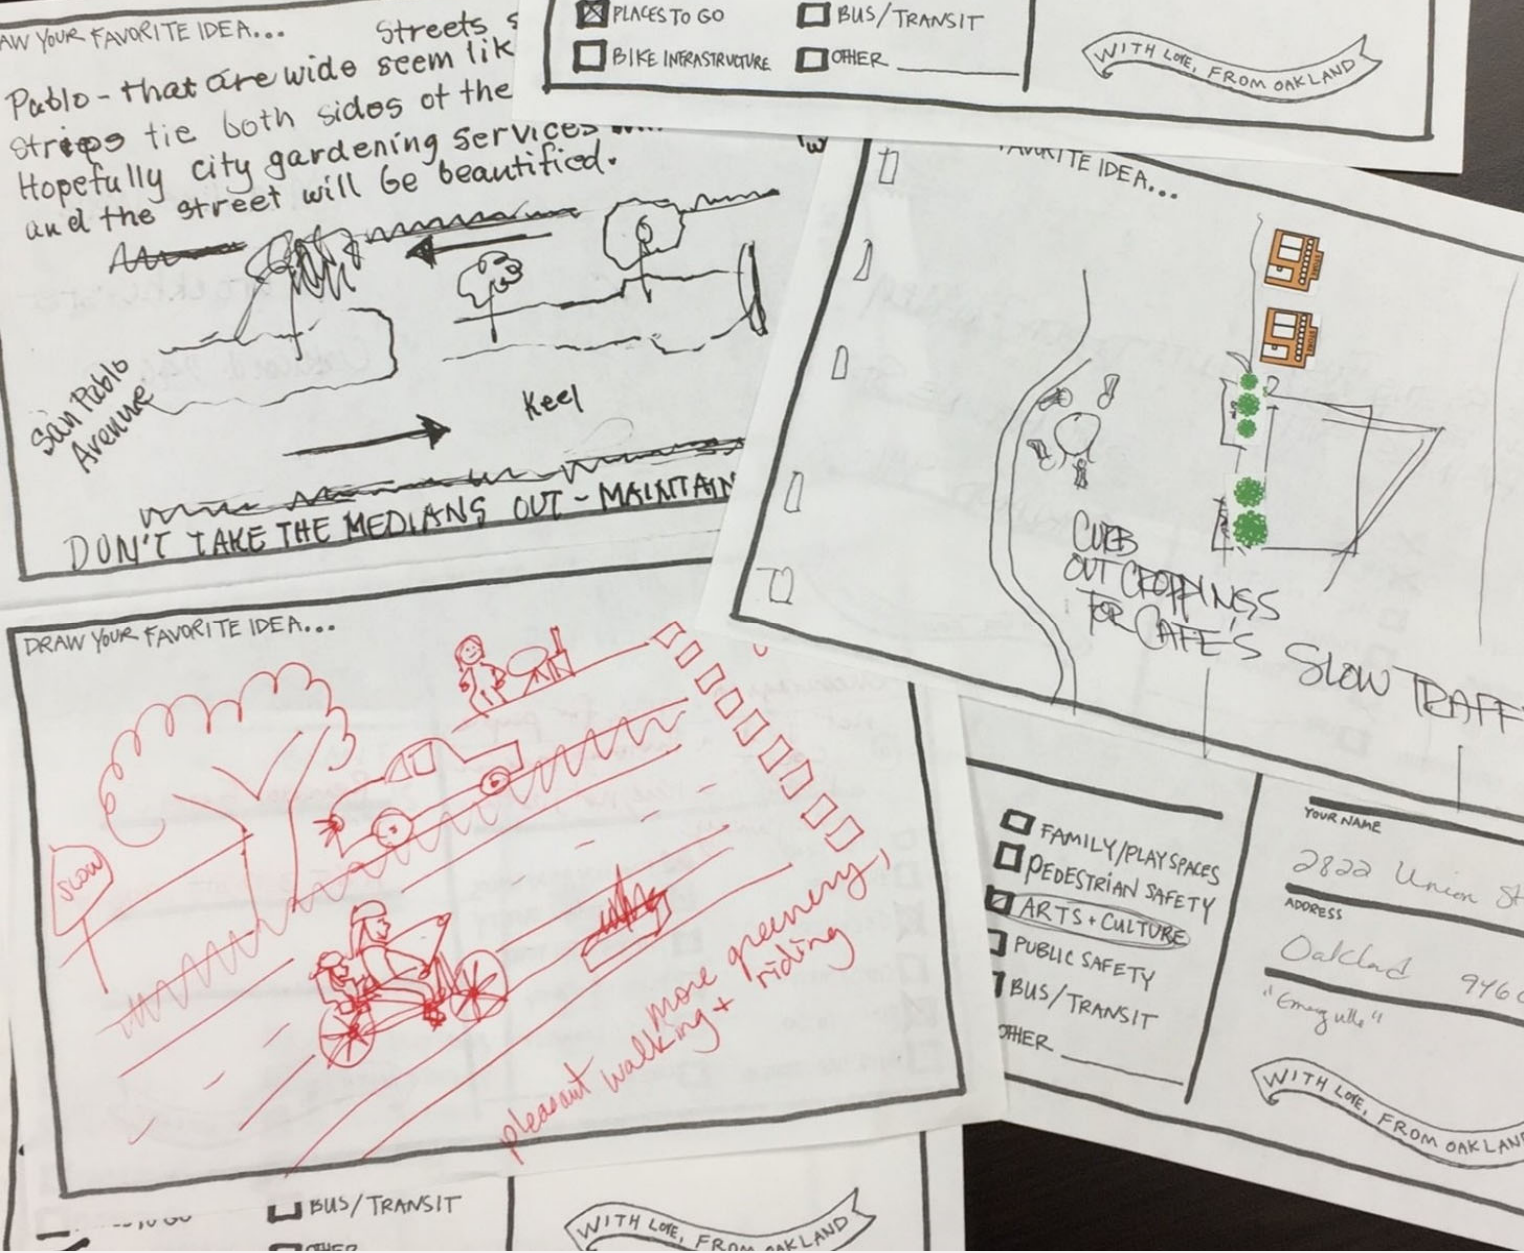 AW YOUR FAVORITE IDEA...
Streets
Pablo - that are wide seem
strips tie both sides of the
Hopefully city gardening services
and the street will be beautified.
San Pablo
Avenue
Keel
DON'T TAKE THE MEDIANS OUT - MAINTAIN
PLACES TO GO
BUS/TRANSIT
BIKE INFRASTRUCTURE
OTHER
WITH LOVE, FROM OAKLAND
FAVORITE IDEA...
CURB
OUT CROPPINGS
FOR CAFE'S
SLOW TRAFF
DRAW YOUR FAVORITE IDEA...
SLOW
more greenery!
pleasant walking + riding
FAMILY/PLAY SPACES
PEDESTRIAN SAFETY
ARTS + CULTURE
PUBLIC SAFETY
BUS/TRANSIT
OTHER
YOUR NAME
2822 Union St
ADDRESS
Oakland 946
WITH LOVE, FROM OAKLAN
BUS/TRANSIT
OTHER
WITH LOVE, FROM OAKLAND